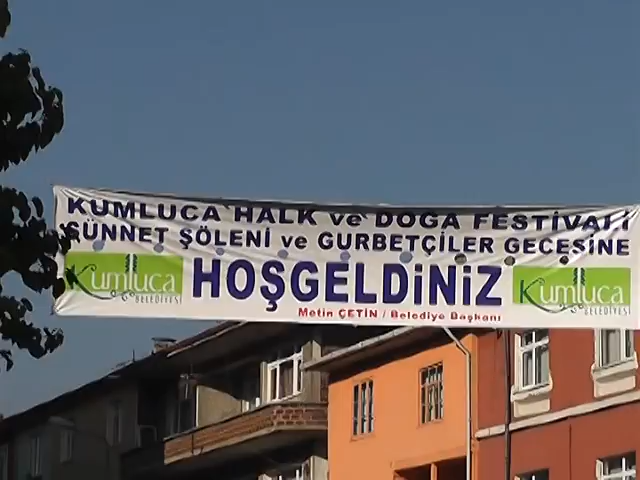 KUMLUCA HALK ve DOĞA FESTİVALİ
SÜNNET ŞÖLENİ ve GURBETÇİLER GECESİNE
Kumluca BELEDİYESİ
HOŞGELDİNİZ
Kumluca BELEDİYESİ
Metin ÇETİN / Belediye Başkanı